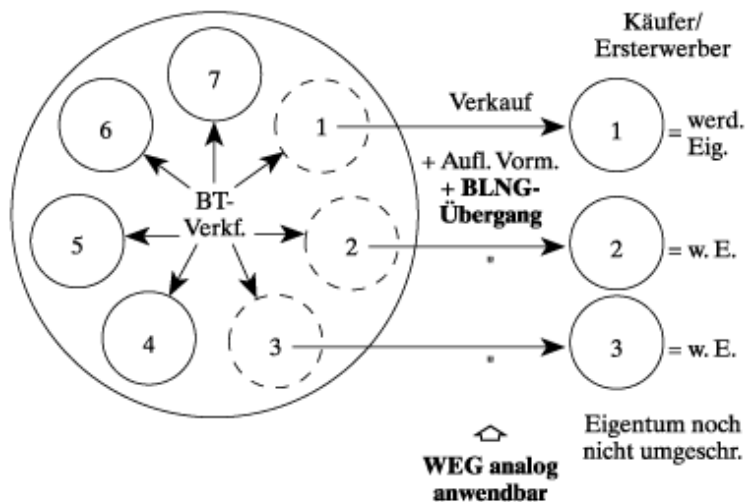 Käufer/
Ersterwerber
7
6
1
Verkauf
1
= werd.
Eig.
+ Aufl. Vorm.
+ BLNG-
Übergang
BT-
Verkf.
5
2
"
2
= w. E.
4
3
"
3
= w. E.
Eigentum noch
nicht umgeschr.
WEG analog
anwendbar